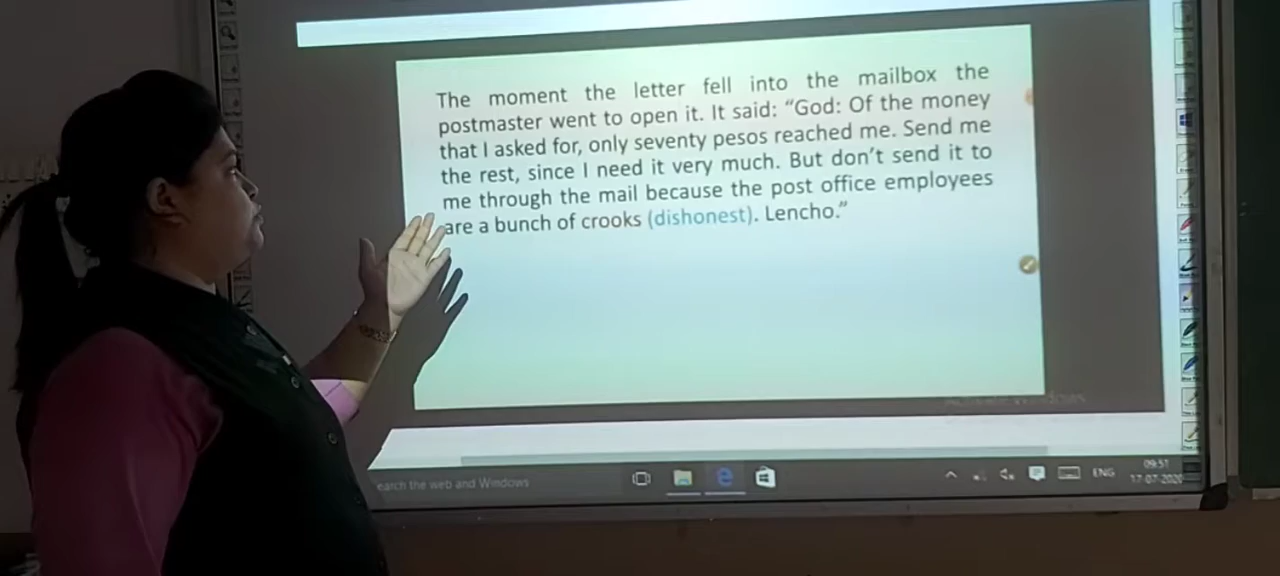 The moment the letter fell into the mailbox the
postmaster went to open it. It said: “God: Of the money
that I asked for, only seventy pesos reached me. Send me
the rest, since I need it very much. But don’t send it to
me through the mail because the post office employees
are a bunch of crooks (dishonest). Lencho.”
earch the web and Windows
ENG
09:51